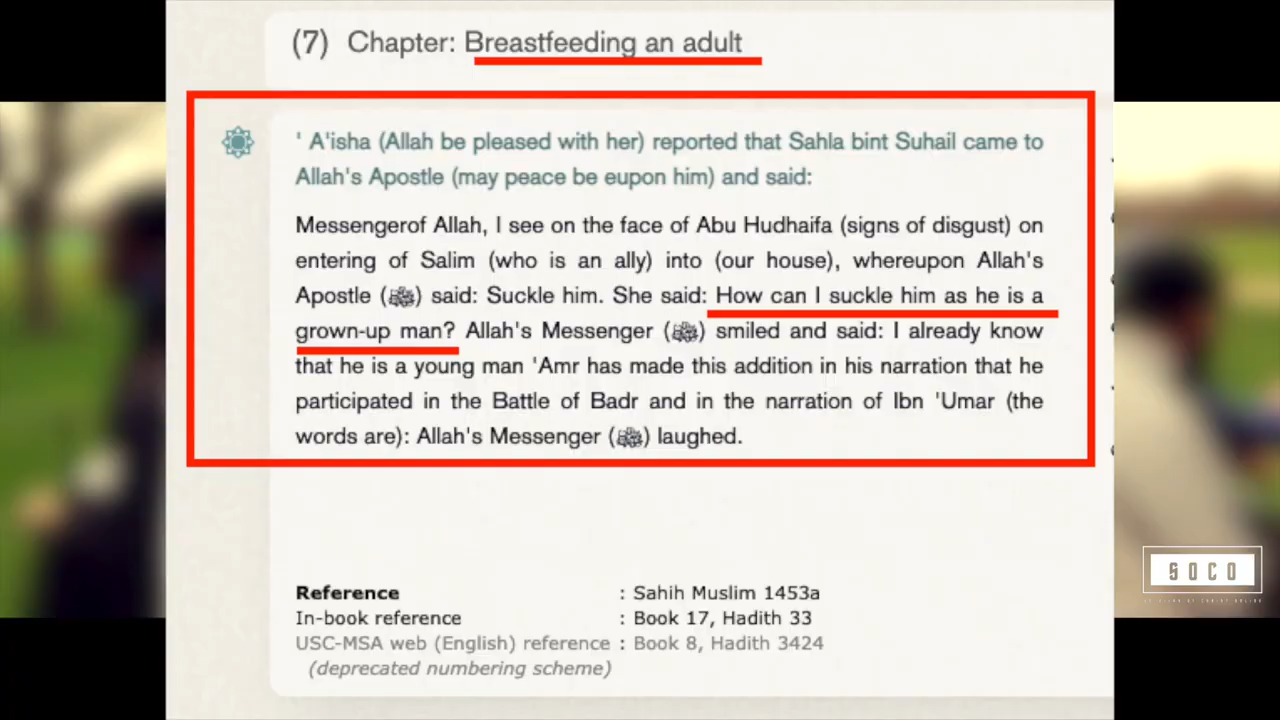 (7) Chapter: Breastfeeding an adult
' A'isha (Allah be pleased with her) reported that Sahla bint Suhail came to
Allah's Apostle (may peace be eupon him) and said:
Messengerof Allah, I see on the face of Abu Hudhaifa (signs of disgust) on
entering of Salim (who is an ally) into (our house), whereupon Allah's
Apostle (ﷺ) said: Suckle him. She said: How can I suckle him as he is a
grown-up man? Allah's Messenger (ﷺ) smiled and said: I already know
that he is a young man 'Amr has made this addition in his narration that he
participated in the Battle of Badr and in the narration of Ibn 'Umar (the
words are): Allah's Messenger (ﷺ) laughed.
Reference : Sahih Muslim 1453a
In-book reference : Book 17, Hadith 33
USC-MSA web (English) reference : Book 8, Hadith 3424
(deprecated numbering scheme)
SOCO